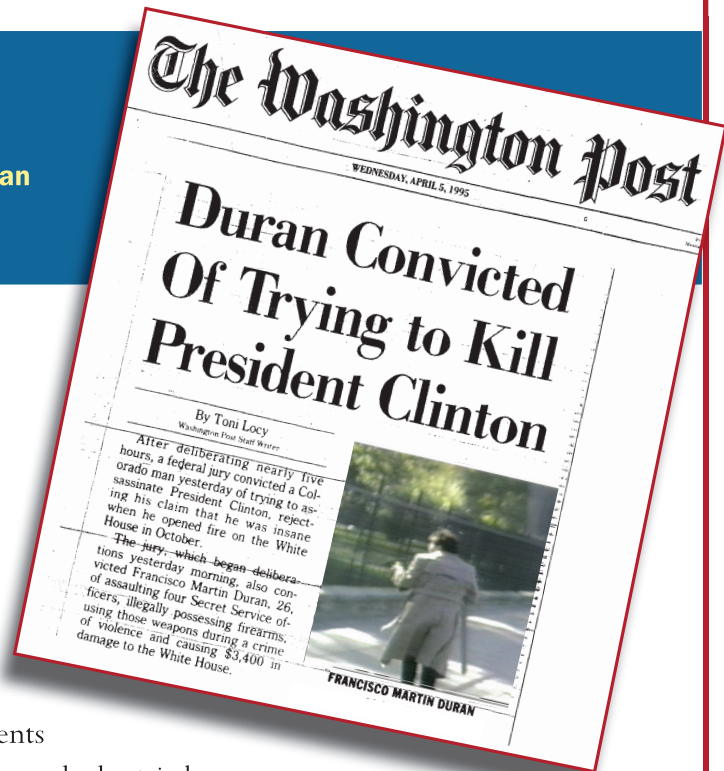 an
The Washington Post
WEDNESDAY, APRIL 5, 1995
Duran Convicted
Of Trying to Kill
President Clinton
By Toni Locy
Washington Post Staff Writer
After deliberating nearly five
hours, a federal jury convicted a Col-
orado man yesterday of trying to as-
sassinate President Clinton, reject-
ing his claim that he was insane
when he opened fire on the White
House in October.
The jury, which began delibera-
tions yesterday morning, also con-
victed Francisco Martin Duran, 26,
of assaulting four Secret Service of-
ficers, illegally possessing firearms,
using those weapons during a crime
of violence and causing $3,400 in
damage to the White House.
FRANCISCO MARTIN DURAN
ents